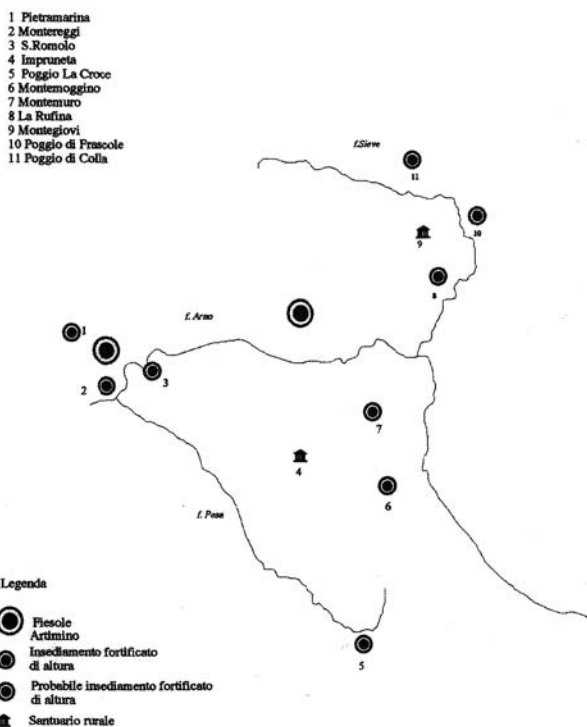 1 Pietramarina
2 Montereggi
3 S.Romolo
4 Impruneta
5 Poggio La Croce
6 Montemoggino
7 Montemuro
8 La Rufina
9 Montegiovi
10 Poggio di Frascole
11 Poggio di Colla
f.Sieve
11
10
9
8
f. Arno
1
3
2
7
4
6
f. Pesa
5
Legenda
Fiesole
Artimino
Insediamento fortificato
di altura
Probabile insediamento fortificato
di altura
Santuario rurale